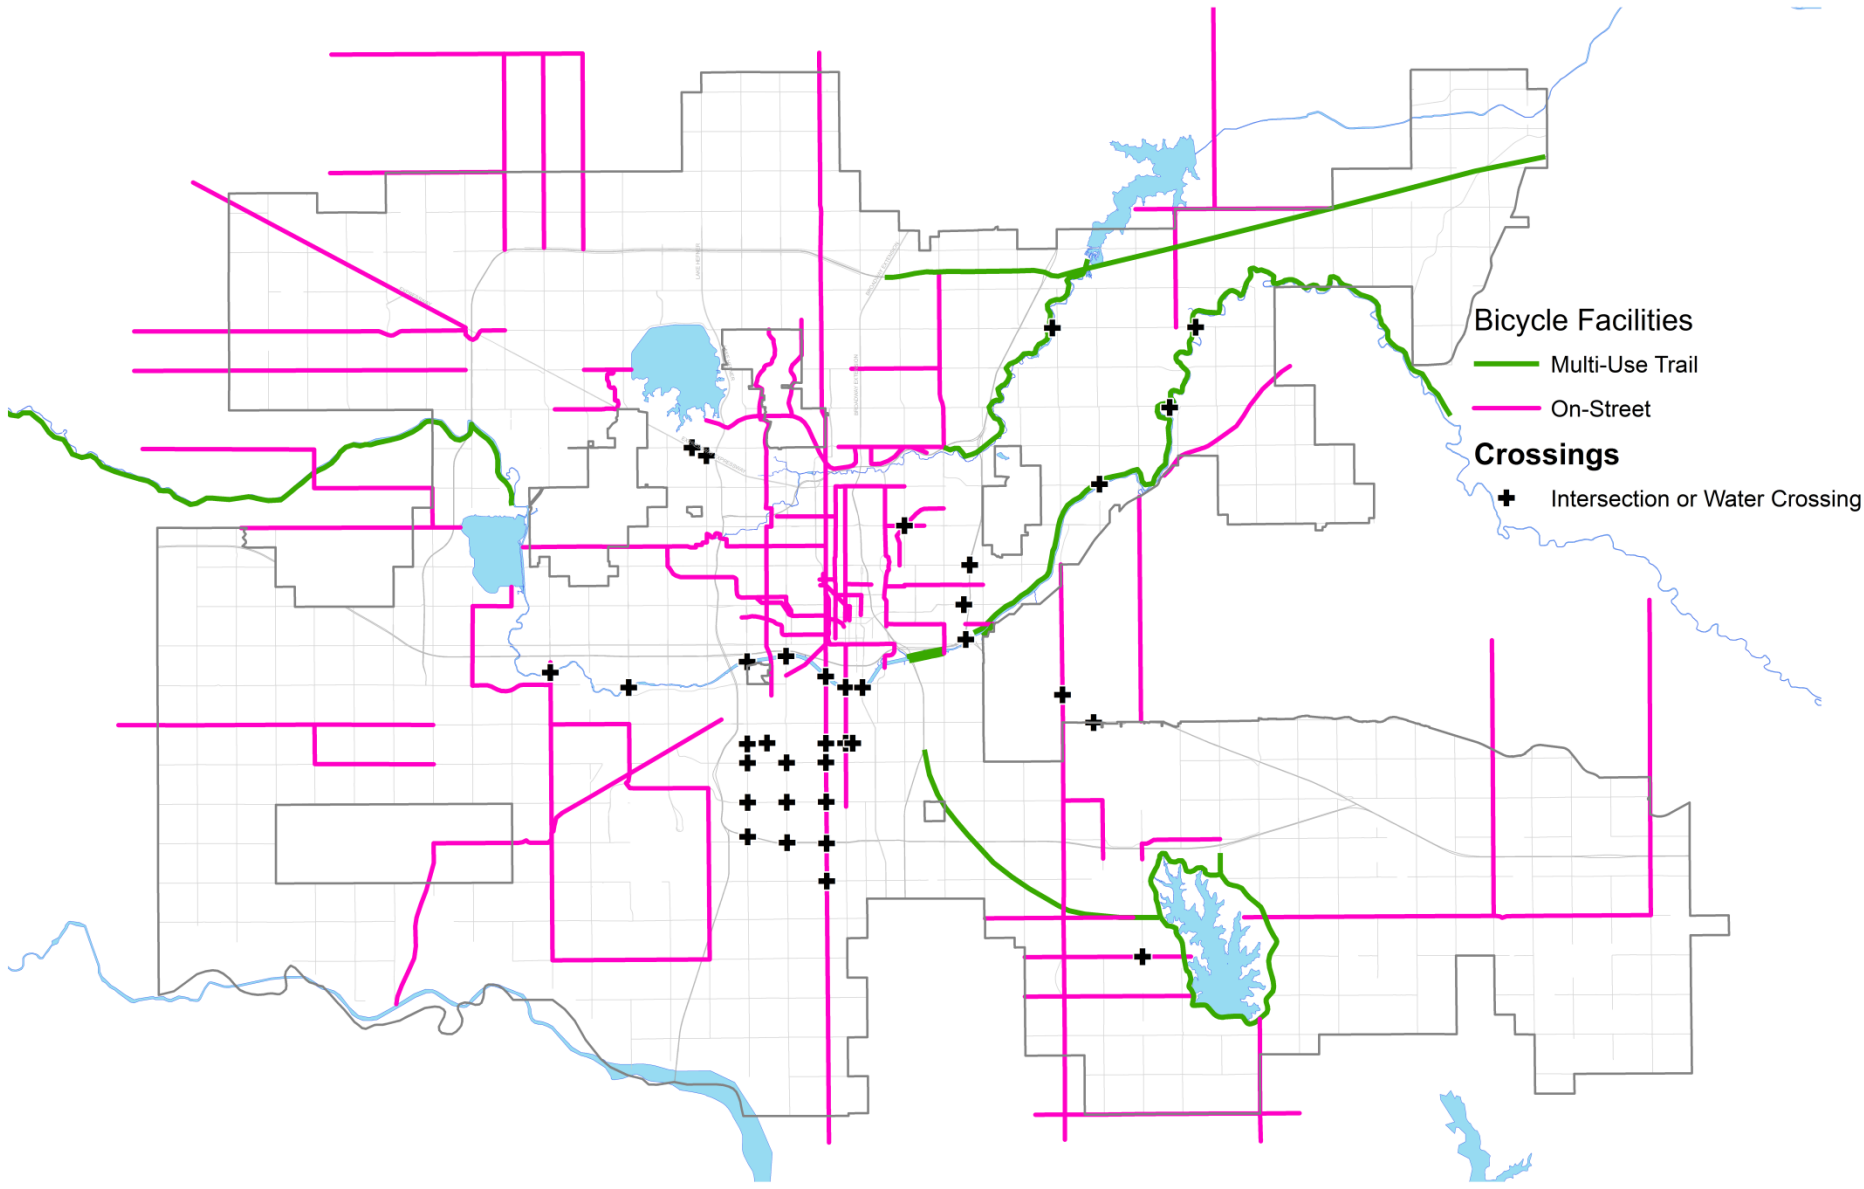 Bicycle Facilities
Multi-Use Trail
On-Street
Crossings
Intersection or Water Crossing